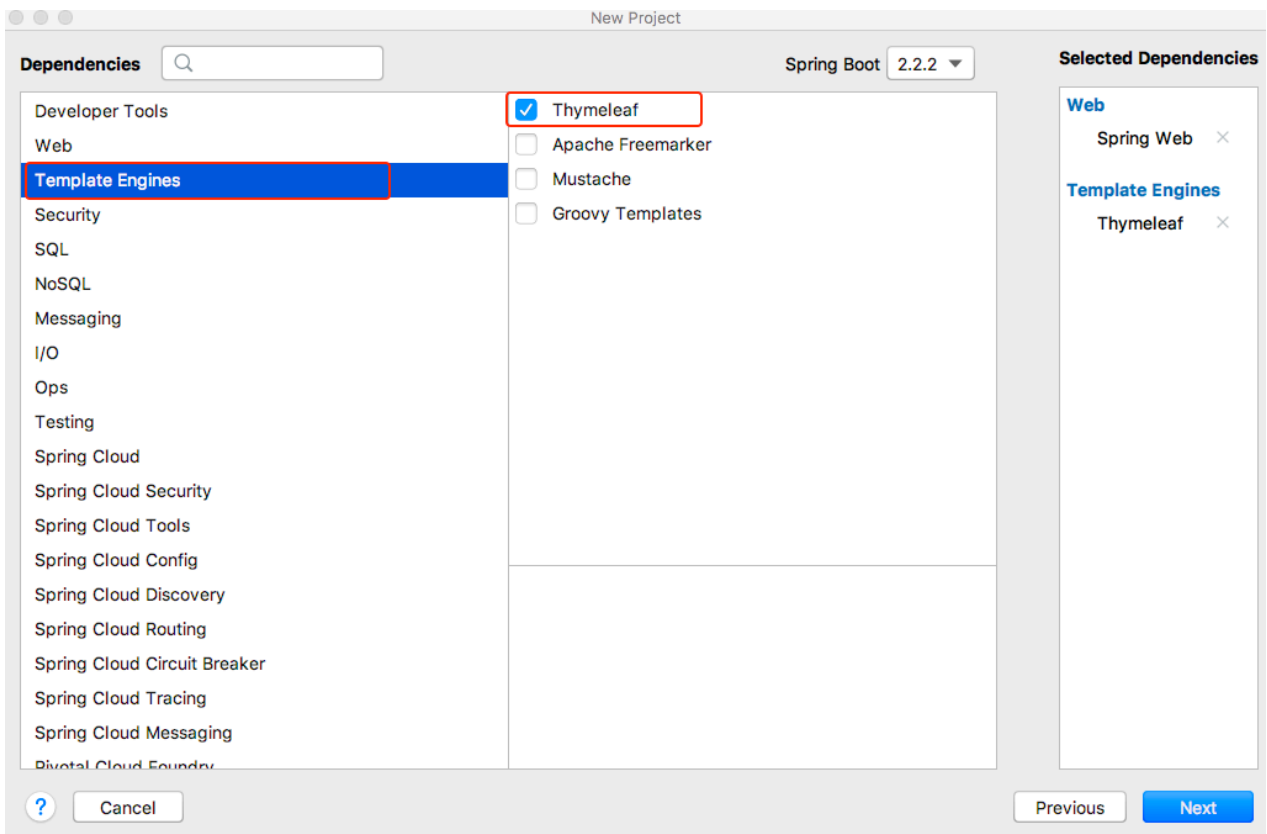 New Project
Dependencies
Spring Boot 2.2.2
Selected Dependencies
Developer Tools
Web
Template Engines
Security
SQL
NoSQL
Messaging
I/O
Ops
Testing
Spring Cloud
Spring Cloud Security
Spring Cloud Tools
Spring Cloud Config
Spring Cloud Discovery
Spring Cloud Routing
Spring Cloud Circuit Breaker
Spring Cloud Tracing
Spring Cloud Messaging
Pivotal Cloud Foundry
Thymeleaf
Apache Freemarker
Mustache
Groovy Templates
Web
Spring Web ×
Template Engines
Thymeleaf ×
?
Cancel
Previous
Next